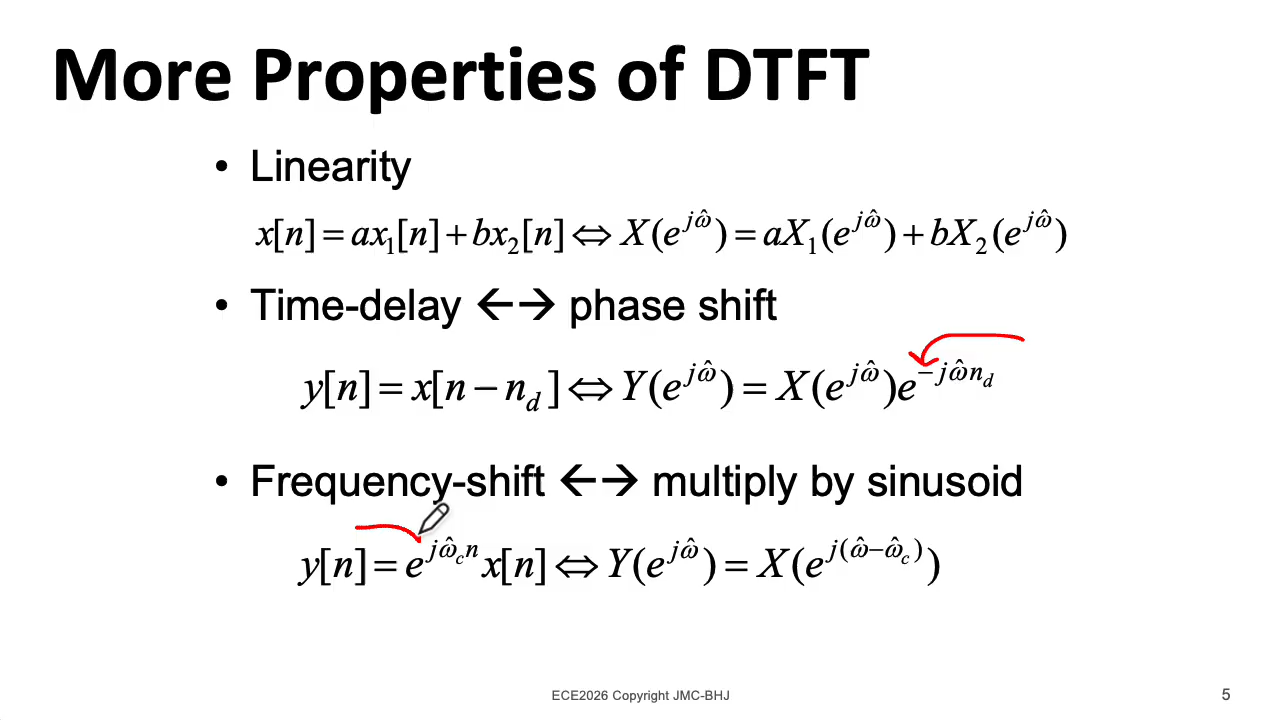 More Properties of DTFT
• Linearity
x[n] = ax₁[n] + bx₂[n] ⇔ X(e^{jω̂}) = aX₁(e^{jω̂}) + bX₂(e^{jω̂})
• Time-delay ←→ phase shift
y[n] = x[n − n_d] ⇔ Y(e^{jω̂}) = X(e^{jω̂})e^{−jω̂n_d}
• Frequency-shift ←→ multiply by sinusoid
y[n] = e^{jω̂_c n}x[n] ⇔ Y(e^{jω̂}) = X(e^{j(ω̂−ω̂_c)})
ECE2026 Copyright JMC-BHJ
5